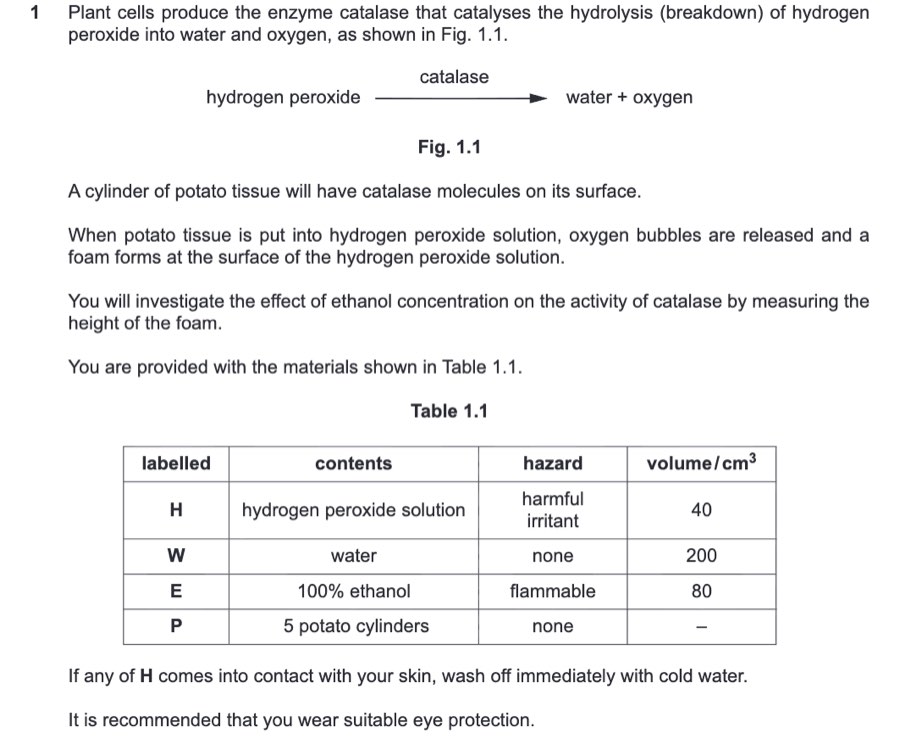 1 Plant cells produce the enzyme catalase that catalyses the hydrolysis (breakdown) of hydrogen
peroxide into water and oxygen, as shown in Fig. 1.1.
catalase
hydrogen peroxide → water + oxygen
Fig. 1.1
A cylinder of potato tissue will have catalase molecules on its surface.
When potato tissue is put into hydrogen peroxide solution, oxygen bubbles are released and a
foam forms at the surface of the hydrogen peroxide solution.
You will investigate the effect of ethanol concentration on the activity of catalase by measuring the
height of the foam.
You are provided with the materials shown in Table 1.1.
Table 1.1
labelled contents hazard volume / cm³
H hydrogen peroxide solution harmful irritant 40
W water none 200
E 100% ethanol flammable 80
P 5 potato cylinders none –
If any of H comes into contact with your skin, wash off immediately with cold water.
It is recommended that you wear suitable eye protection.